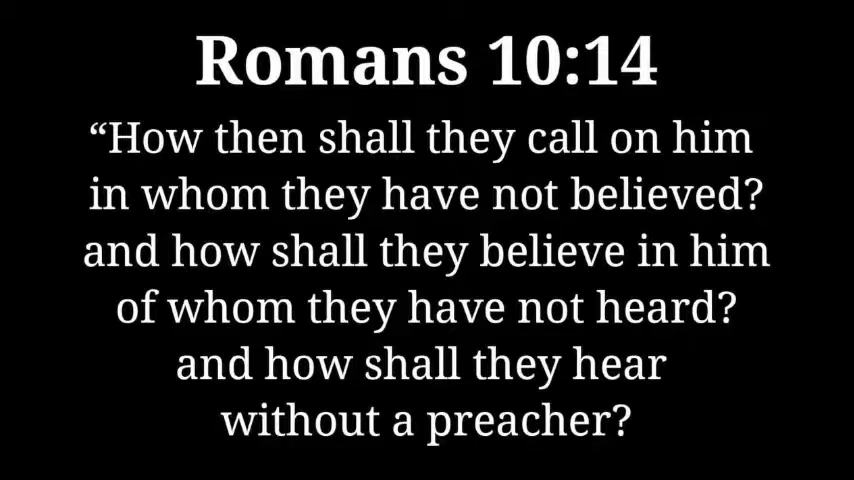 Romans 10:14
“How then shall they call on him
in whom they have not believed?
and how shall they believe in him
of whom they have not heard?
and how shall they hear
without a preacher?